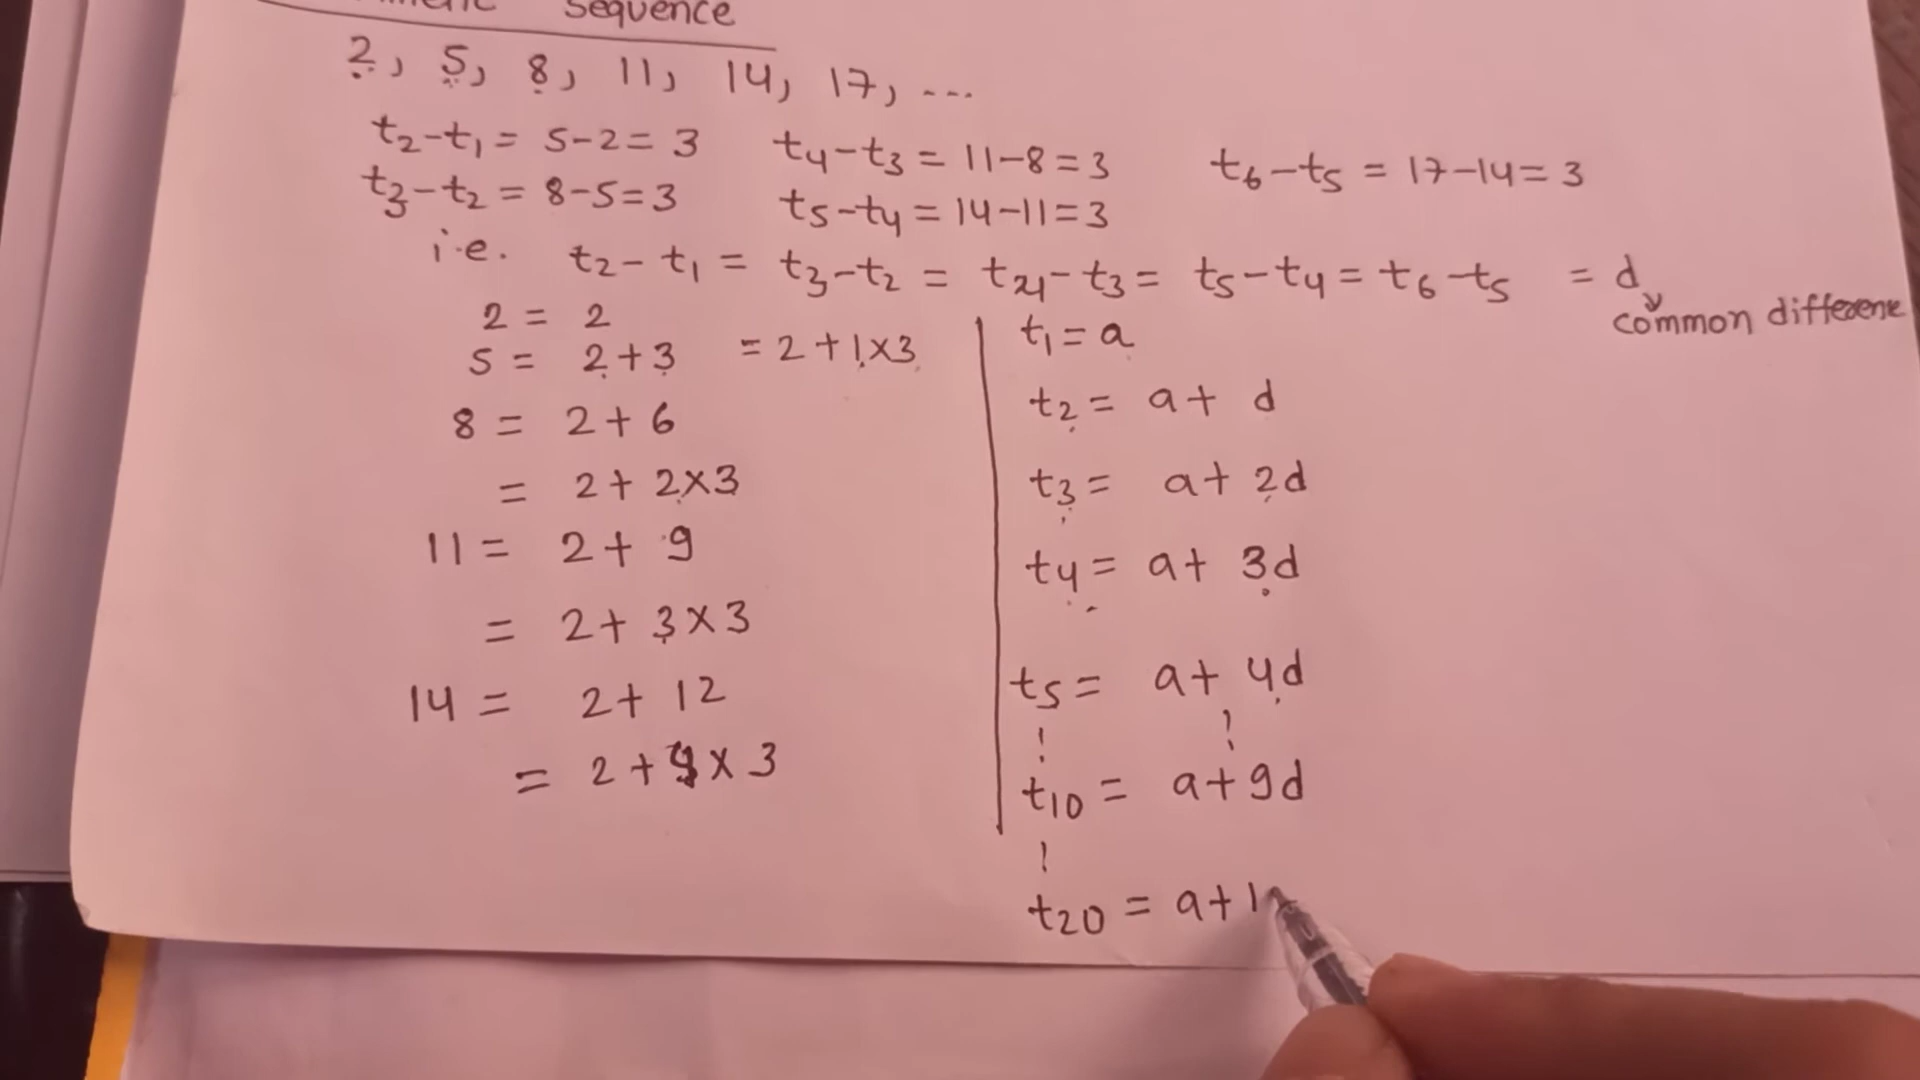 Sequence
2, 5, 8, 11, 14, 17, ...
t2-t1 = 5-2 = 3
t4-t3 = 11-8 = 3
t6-t5 = 17-14 = 3
t3-t2 = 8-5 = 3
t5-t4 = 14-11 = 3
i.e. t2-t1 = t3-t2 = t4-t3 = t5-t4 = t6-t5 = d
common difference
2 = 2
5 = 2+3 = 2+1×3
8 = 2+6
= 2+2×3
11 = 2+9
= 2+3×3
14 = 2+12
= 2+4×3
t1 = a
t2 = a+ d
t3 = a+ 2d
t4 = a+ 3d
t5 = a+ 4d
t10 = a+9d
t20 = a+1